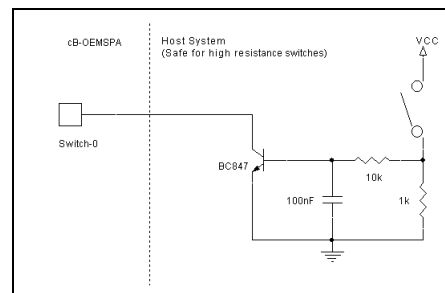 cB-OEMSPA
Host System
(Safe for high resistance switches)
VCC
Switch-0
BC847
10k
100nF
1k